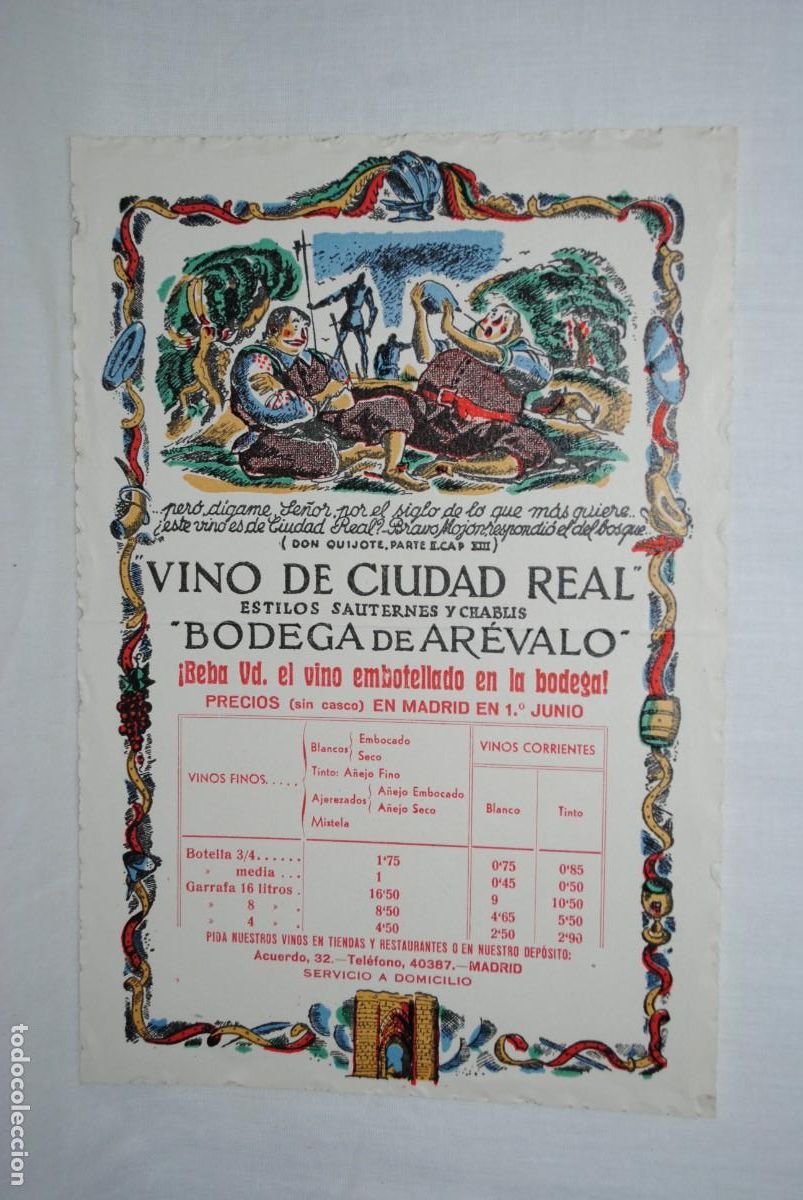 ...pero, dígame, Señor, por el siglo de lo que más quiere..
¿este vino es de Ciudad Real?-Bravo Mojón, respondió el del bosque
( DON QUIJOTE, PARTE II. CAP XIII )
"VINO DE CIUDAD REAL"
ESTILOS SAUTERNES Y CHABLIS
"BODEGA DE ARÉVALO"
¡Beba Vd. el vino embotellado en la bodega!
PRECIOS (sin casco) EN MADRID EN 1.º JUNIO
VINOS FINOS.....
Blancos Embocado
Seco
Tinto: Añejo Fino
Ajerezados Añejo Embocado
Añejo Seco
Mistela
VINOS CORRIENTES
Blanco Tinto
Botella 3/4...... 1'75 0'75 0'85
» media ... 1 0'45 0'50
Garrafa 16 litros . 16'50 9 10'50
» 8 » . 8'50 4'65 5'50
» 4 » . 4'50 2'50 2'90
PIDA NUESTROS VINOS EN TIENDAS Y RESTAURANTES O EN NUESTRO DEPÓSITO:
Acuerdo, 32.—Teléfono, 40387.—MADRID
SERVICIO A DOMICILIO
todocoleccion